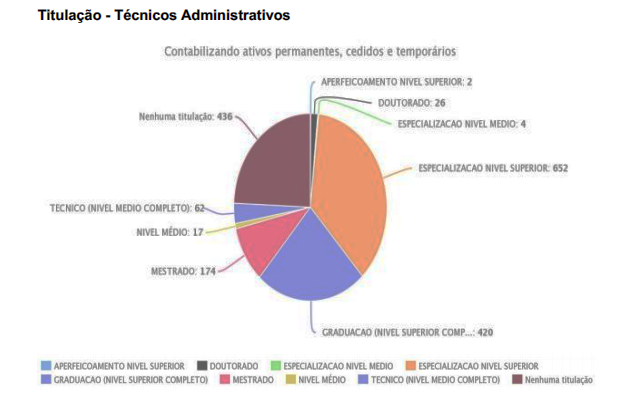 Titulação - Técnicos Administrativos
Contabilizando ativos permanentes, cedidos e temporários
APERFEICOAMENTO NIVEL SUPERIOR: 2
DOUTORADO: 26
ESPECIALIZACAO NIVEL MEDIO: 4
Nenhuma titulação: 436
ESPECIALIZACAO NIVEL SUPERIOR: 652
TECNICO (NIVEL MEDIO COMPLETO): 62
NIVEL MÉDIO: 17
MESTRADO: 174
GRADUACAO (NIVEL SUPERIOR COMP...: 420
APERFEICOAMENTO NIVEL SUPERIOR DOUTORADO ESPECIALIZACAO NIVEL MEDIO ESPECIALIZACAO NIVEL SUPERIOR
GRADUACAO (NIVEL SUPERIOR COMPLETO) MESTRADO NIVEL MÉDIO TECNICO (NIVEL MEDIO COMPLETO) Nenhuma titulação